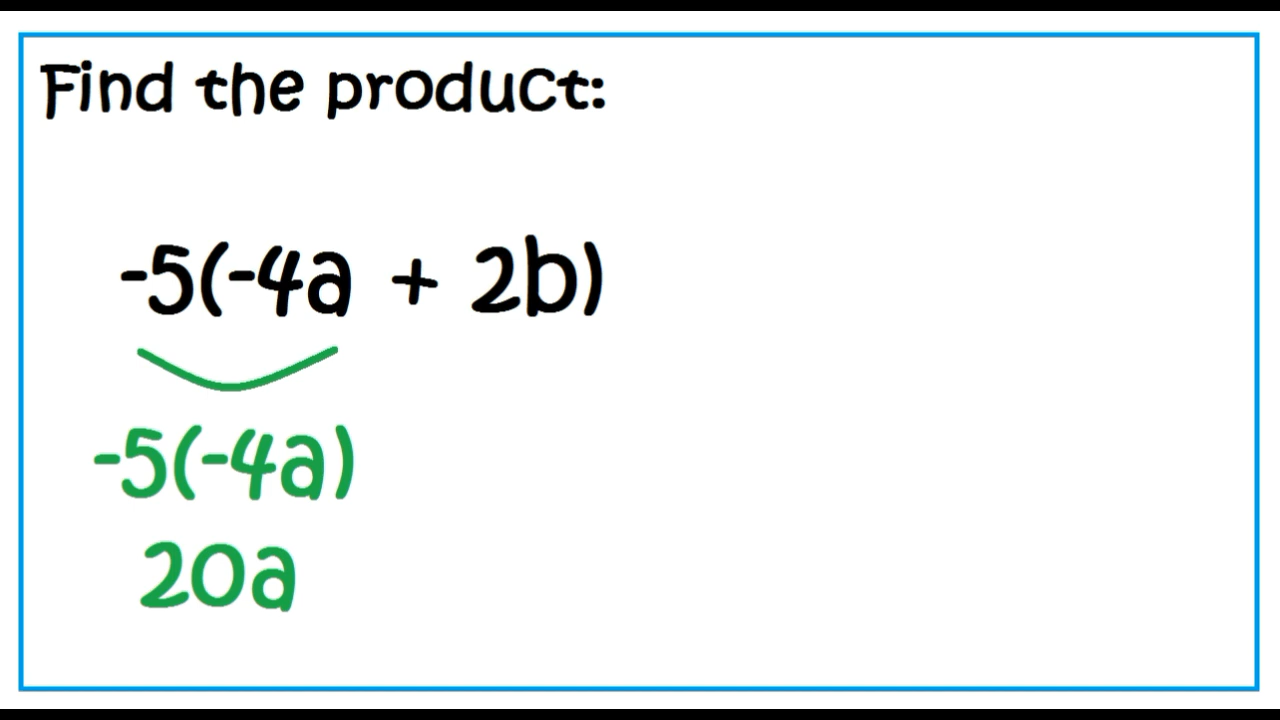 Find the product:
-5(-4a + 2b)
-5(-4a)
20a